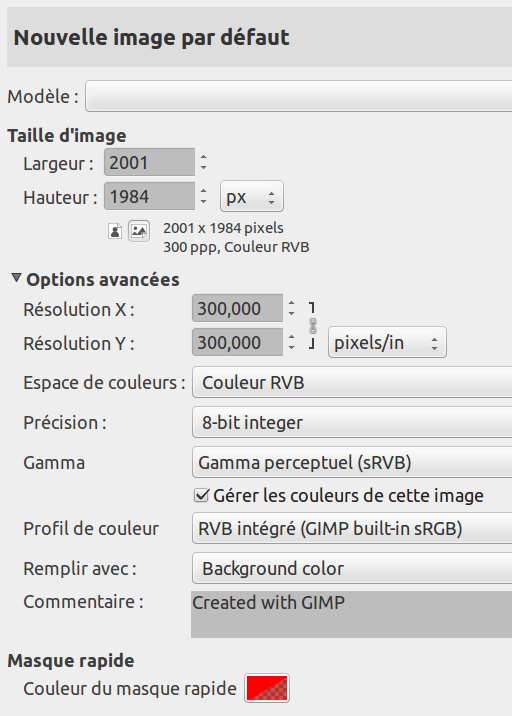 Nouvelle image par défaut
Modèle :
Taille d'image
Largeur : 2001
Hauteur : 1984 px
2001 x 1984 pixels
300 ppp, Couleur RVB
Options avancées
Résolution X : 300,000
Résolution Y : 300,000 pixels/in
Espace de couleurs : Couleur RVB
Précision : 8-bit integer
Gamma Gamma perceptuel (sRVB)
Gérer les couleurs de cette image
Profil de couleur RVB intégré (GIMP built-in sRGB)
Remplir avec : Background color
Commentaire : Created with GIMP
Masque rapide
Couleur du masque rapide